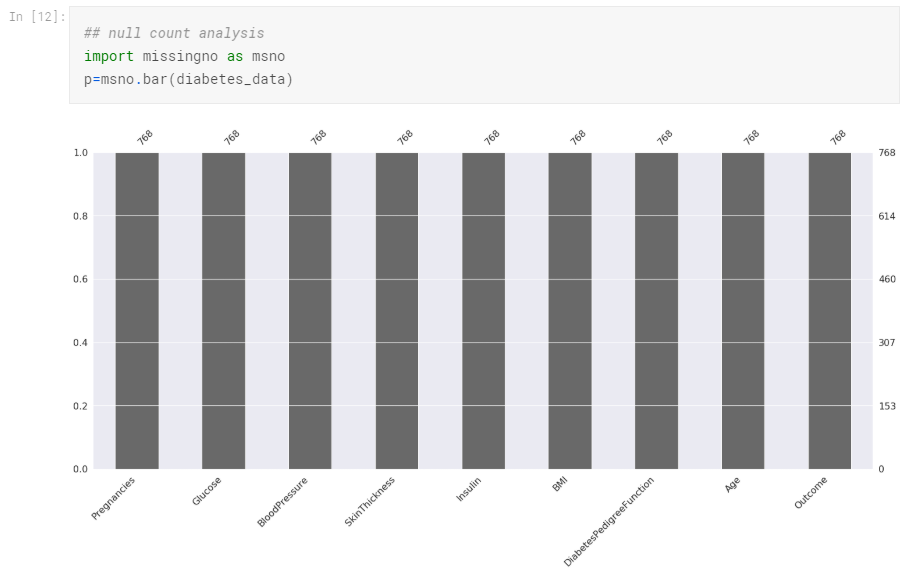 In [12]:
## null count analysis
import missingno as msno
p=msno.bar(diabetes_data)
768 768 768 768 768 768 768 768 768
1.0 768
0.8 614
0.6 460
0.4 307
0.2 153
0.0 0
Pregnancies Glucose BloodPressure SkinThickness Insulin BMI DiabetesPedigreeFunction Age Outcome